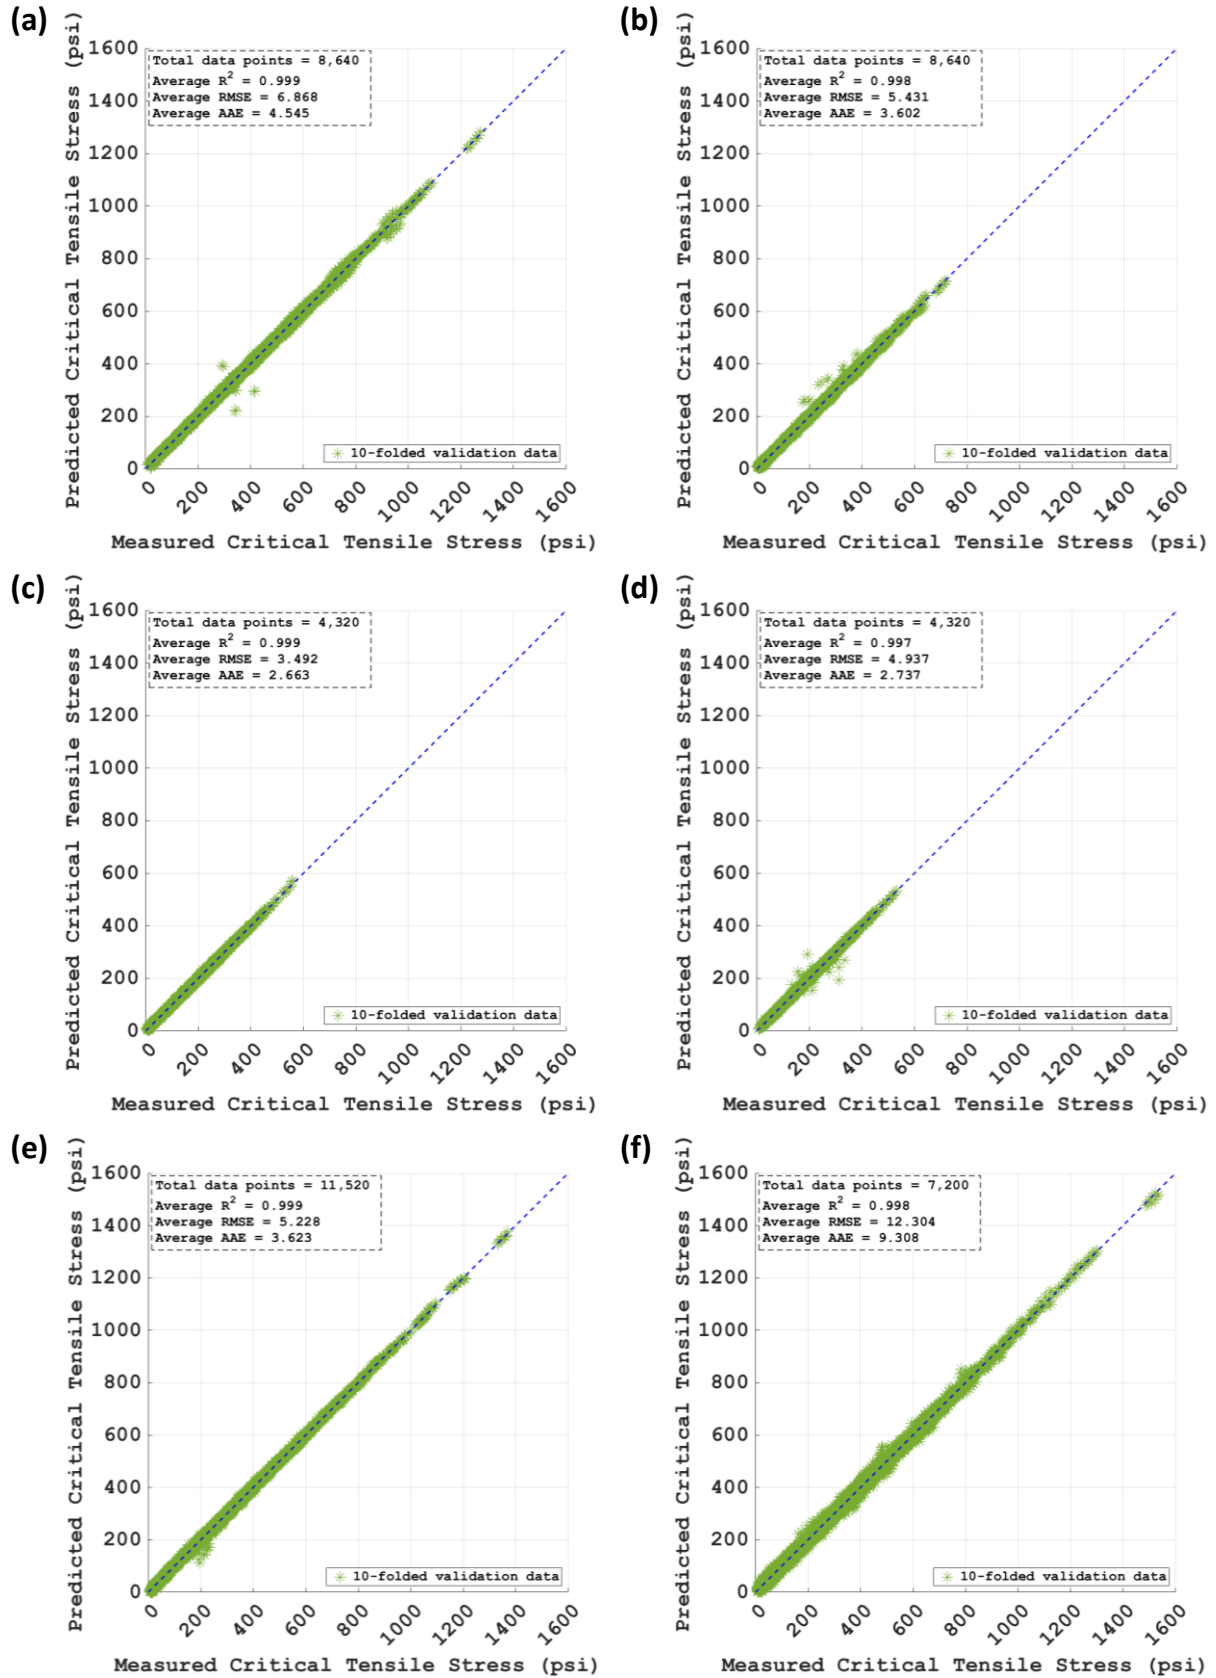 (a)
Predicted Critical Tensile Stress (psi)
1600
1400
1200
1000
800
600
400
200
0
Total data points = 8,640
Average R² = 0.999
Average RMSE = 6.868
Average AAE = 4.545
10-folded validation data
0 200 400 600 800 1000 1200 1400 1600
Measured Critical Tensile Stress (psi)
(b)
Predicted Critical Tensile Stress (psi)
1600
1400
1200
1000
800
600
400
200
0
Total data points = 8,640
Average R² = 0.998
Average RMSE = 5.431
Average AAE = 3.602
10-folded validation data
0 200 400 600 800 1000 1200 1400 1600
Measured Critical Tensile Stress (psi)
(c)
Predicted Critical Tensile Stress (psi)
1600
1400
1200
1000
800
600
400
200
0
Total data points = 4,320
Average R² = 0.999
Average RMSE = 3.492
Average AAE = 2.663
10-folded validation data
0 200 400 600 800 1000 1200 1400 1600
Measured Critical Tensile Stress (psi)
(d)
Predicted Critical Tensile Stress (psi)
1600
1400
1200
1000
800
600
400
200
0
Total data points = 4,320
Average R² = 0.997
Average RMSE = 4.937
Average AAE = 2.737
10-folded validation data
0 200 400 600 800 1000 1200 1400 1600
Measured Critical Tensile Stress (psi)
(e)
Predicted Critical Tensile Stress (psi)
1600
1400
1200
1000
800
600
400
200
0
Total data points = 11,520
Average R² = 0.999
Average RMSE = 5.228
Average AAE = 3.623
10-folded validation data
0 200 400 600 800 1000 1200 1400 1600
Measured Critical Tensile Stress (psi)
(f)
Predicted Critical Tensile Stress (psi)
1600
1400
1200
1000
800
600
400
200
0
Total data points = 7,200
Average R² = 0.998
Average RMSE = 12.304
Average AAE = 9.308
10-folded validation data
0 200 400 600 800 1000 1200 1400 1600
Measured Critical Tensile Stress (psi)